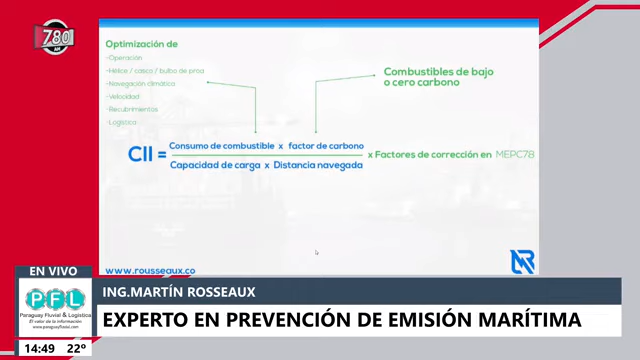 780
AM
Optimización de
-Operación
-Hélice / casco / bulbo de proa
-Navegación climática
-Velocidad
-Recubrimientos
-Logística
Combustibles de bajo
o cero carbono
CII = Consumo de combustible x factor de carbono
Capacidad de carga x Distancia navegada
x Factores de corrección en MEPC78
www.rousseaux.co
EN VIVO
PFL
Paraguay Fluvial & Logística
El valor de la información
www.paraguayfluvial.com
14:49 22°
ING.MARTÍN ROSSEAUX
EXPERTO EN PREVENCIÓN DE EMISIÓN MARÍTIMA